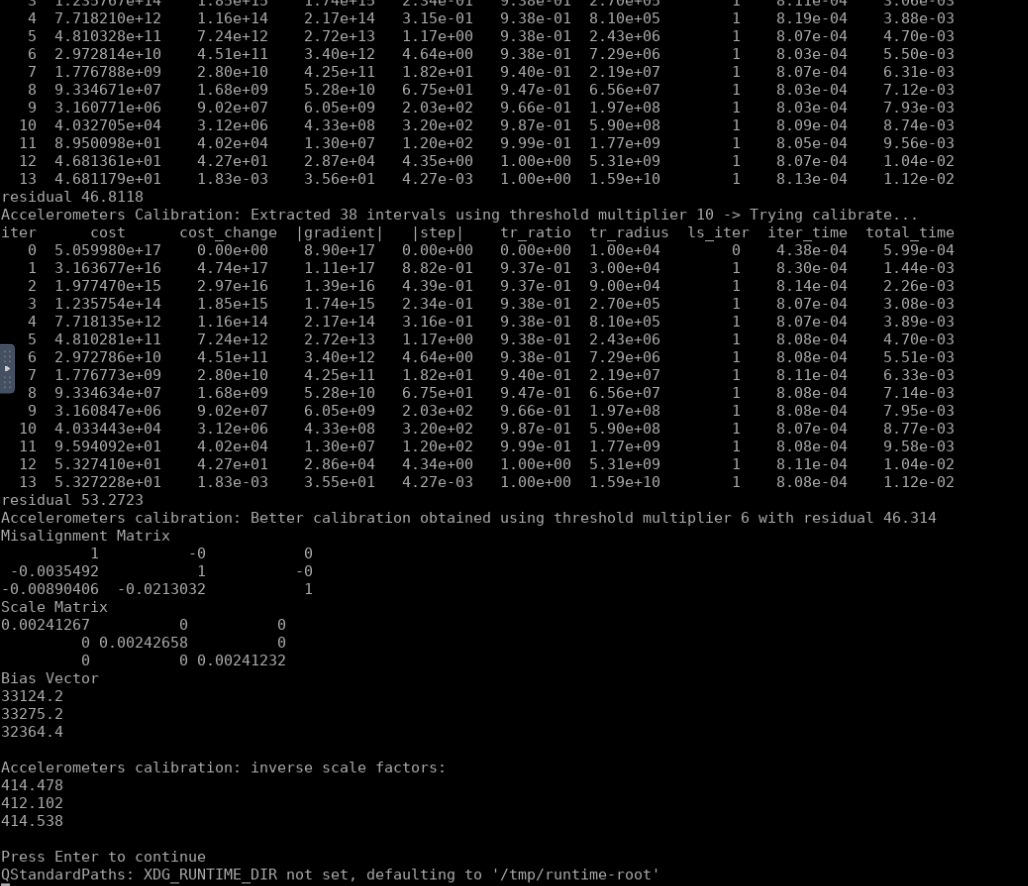 3 1.235767e+14 1.85e+15 1.74e+15 2.34e-01 9.38e-01 2.70e+05 1 8.11e-04 3.06e-03
4 7.718210e+12 1.16e+14 2.17e+14 3.15e-01 9.38e-01 8.10e+05 1 8.19e-04 3.88e-03
5 4.810328e+11 7.24e+12 2.72e+13 1.17e+00 9.38e-01 2.43e+06 1 8.07e-04 4.70e-03
6 2.972814e+10 4.51e+11 3.40e+12 4.64e+00 9.38e-01 7.29e+06 1 8.03e-04 5.50e-03
7 1.776788e+09 2.80e+10 4.25e+11 1.82e+01 9.40e-01 2.19e+07 1 8.07e-04 6.31e-03
8 9.334671e+07 1.68e+09 5.28e+10 6.75e+01 9.47e-01 6.56e+07 1 8.03e-04 7.12e-03
9 3.160771e+06 9.02e+07 6.05e+09 2.03e+02 9.66e-01 1.97e+08 1 8.07e-04 7.93e-03
10 4.032705e+04 3.12e+06 4.33e+08 3.20e+02 9.87e-01 5.90e+08 1 8.09e-04 8.74e-03
11 8.950098e+01 4.02e+04 1.30e+07 1.20e+02 9.99e-01 1.77e+09 1 8.05e-04 9.56e-03
12 4.681361e+01 4.27e+01 2.87e+04 4.35e+00 1.00e+00 5.31e+09 1 8.07e-04 1.04e-02
13 4.681179e+01 1.83e-03 3.56e+01 4.27e-03 1.00e+00 1.59e+10 1 8.13e-04 1.12e-02
residual 46.8118
Accelerometers Calibration: Extracted 38 intervals using threshold multiplier 10 -> Trying calibrate...
iter cost cost_change |gradient| |step| tr_ratio tr_radius ls_iter iter_time total_time
0 5.059980e+17 0.00e+00 8.90e+17 0.00e+00 0.00e+00 1.00e+04 0 4.38e-04 5.99e-04
1 3.163677e+16 4.74e+17 1.11e+17 8.82e-01 9.37e-01 3.00e+04 1 8.30e-04 1.44e-03
2 1.977470e+15 2.97e+16 1.39e+16 4.39e-01 9.37e-01 9.00e+04 1 8.14e-04 2.26e-03
3 1.235754e+14 1.85e+15 1.74e+15 2.34e-01 9.38e-01 2.70e+05 1 8.07e-04 3.08e-03
4 7.718135e+12 1.16e+14 2.17e+14 3.16e-01 9.38e-01 8.10e+05 1 8.07e-04 3.89e-03
5 4.810281e+11 7.24e+12 2.72e+13 1.17e+00 9.38e-01 2.43e+06 1 8.08e-04 4.70e-03
6 2.972786e+10 4.51e+11 3.40e+12 4.64e+00 9.38e-01 7.29e+06 1 8.08e-04 5.51e-03
7 1.776773e+09 2.80e+10 4.25e+11 1.82e+01 9.40e-01 2.19e+07 1 8.11e-04 6.33e-03
8 9.334634e+07 1.68e+09 5.28e+10 6.75e+01 9.47e-01 6.56e+07 1 8.08e-04 7.14e-03
9 3.160847e+06 9.02e+07 6.05e+09 2.03e+02 9.66e-01 1.97e+08 1 8.08e-04 7.95e-03
10 4.033443e+04 3.12e+06 4.33e+08 3.20e+02 9.87e-01 5.90e+08 1 8.08e-04 8.77e-03
11 9.594092e+01 4.02e+04 1.30e+07 1.20e+02 9.99e-01 1.77e+09 1 8.08e-04 9.58e-03
12 5.327410e+01 4.27e+01 2.86e+04 4.34e+00 1.00e+00 5.31e+09 1 8.11e-04 1.04e-02
13 5.327228e+01 1.83e-03 3.55e+01 4.27e-03 1.00e+00 1.59e+10 1 8.08e-04 1.12e-02
residual 53.2723
Accelerometers calibration: Better calibration obtained using threshold multiplier 6 with residual 46.314
Misalignment Matrix
1 -0 0
-0.0035492 1 -0
-0.00890406 -0.0213032 1
Scale Matrix
0.00241267 0 0
0 0.00242658 0
0 0 0.00241232
Bias Vector
33124.2
33275.2
32364.4
Accelerometers calibration: inverse scale factors:
414.478
412.102
414.538
Press Enter to continue
QStandardPaths: XDG_RUNTIME_DIR not set, defaulting to '/tmp/runtime-root'